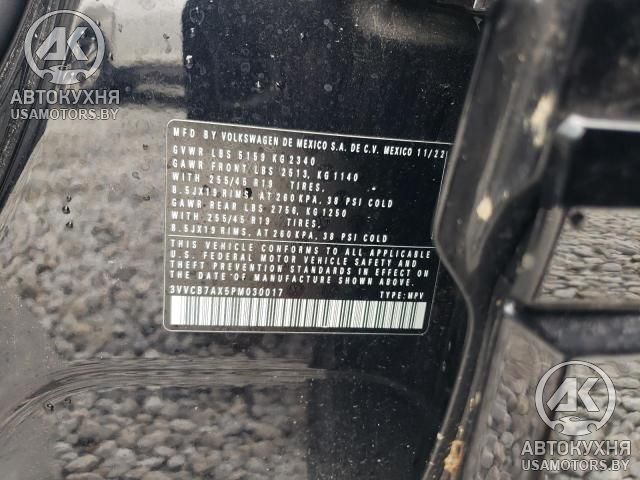 AK
АВТОКУХНЯ
USAMOTORS.BY
MFD BY VOLKSWAGEN DE MEXICO S.A. DE C.V. MEXICO 11/22
GVWR LBS 5159 KG 2340
GAWR FRONT LBS 2513, KG 1140
WITH 255/45 R19 TIRES.
8.5JX19 RIMS, AT 260 KPA, 38 PSI COLD
GAWR REAR LBS 2756, KG 1250
WITH 255/45 R19 TIRES.
8.5JX19 RIMS, AT 260 KPA, 38 PSI COLD
THIS VEHICLE CONFORMS TO ALL APPLICABLE
U.S. FEDERAL MOTOR VEHICLE SAFETY AND
THEFT PREVENTION STANDARDS IN EFFECT ON
THE DATE OF MANUFACTURE SHOWN ABOVE.
3VVCB7AX5PM030017 TYPE: MPV
AK
АВТОКУХНЯ
USAMOTORS.BY